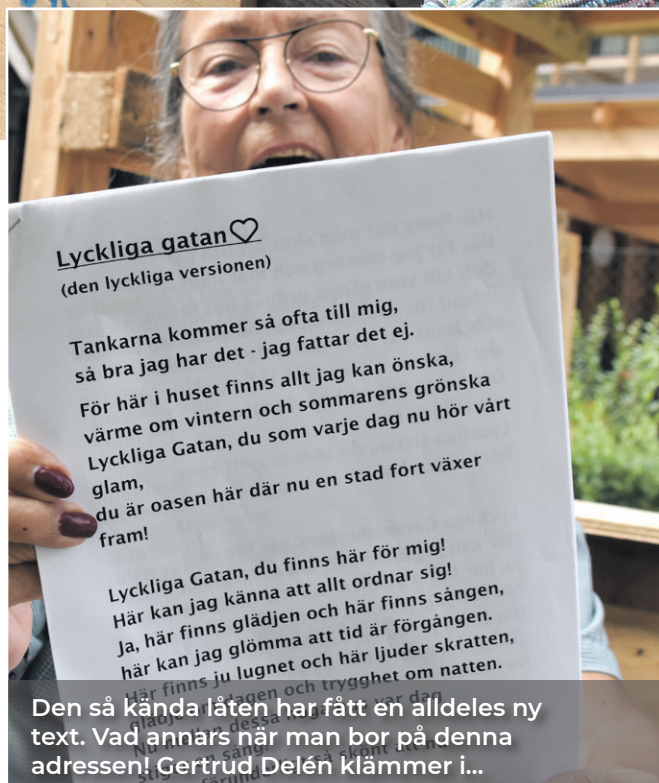 Lyckliga gatan♡
(den lyckliga versionen)
Tankarna kommer så ofta till mig,
så bra jag har det - jag fattar det ej.
För här i huset finns allt jag kan önska,
värme om vintern och sommarens grönska
Lyckliga Gatan, du som varje dag nu hör vårt
glam,
du är oasen här där nu en stad fort växer
fram!
Lyckliga Gatan, du finns här för mig!
Här kan jag känna att allt ordnar sig!
Ja, här finns glädjen och här finns sången,
här kan jag glömma att tid är förgången.
Här finns ju lugnet och här ljuder skratten,
dagen och trygghet om natten.
dessa
Den så kända låten har fått en alldeles ny
text. Vad annars när man bor på denna
adressen! Gertrud Delén klämmer i...